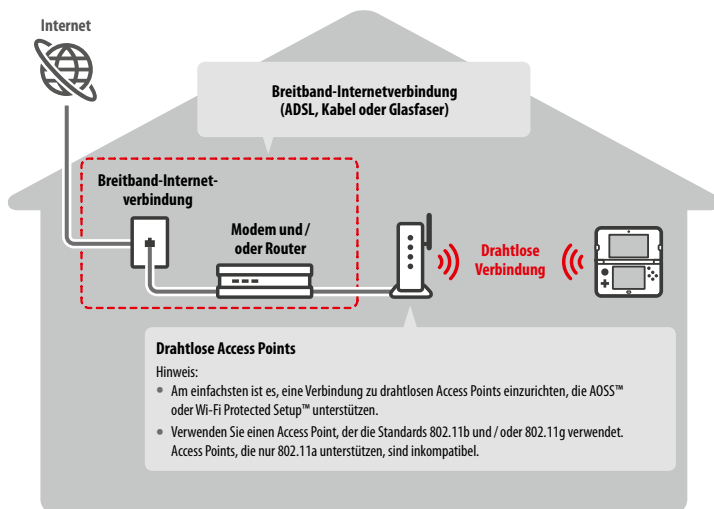 Internet
Breitband-Internetverbindung
(ADSL, Kabel oder Glasfaser)
Breitband-Internet-
verbindung
Modem und /
oder Router
Drahtlose
Verbindung
Drahtlose Access Points
Hinweis:
• Am einfachsten ist es, eine Verbindung zu drahtlosen Access Points einzurichten, die AOSS™
oder Wi-Fi Protected Setup™ unterstützen.
• Verwenden Sie einen Access Point, der die Standards 802.11b und / oder 802.11g verwendet.
Access Points, die nur 802.11a unterstützen, sind inkompatibel.